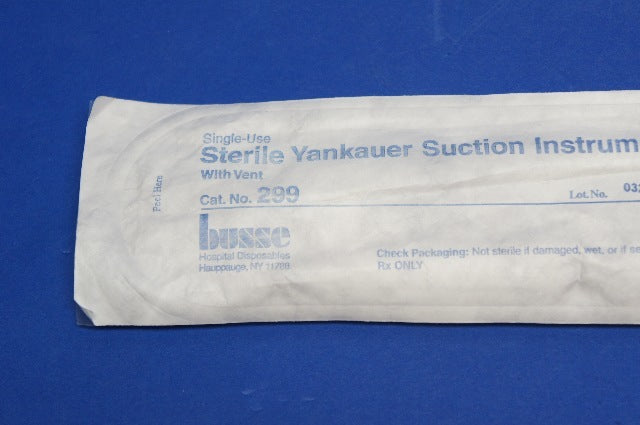 Single-Use
Sterile Yankauer Suction Instrum
With Vent
Peel Here
Cat. No. 299
Lot. No. 032
busse
Hospital Disposables
Hauppauge, NY 11788
Check Packaging: Not sterile if damaged, wet, or if se
Rx ONLY